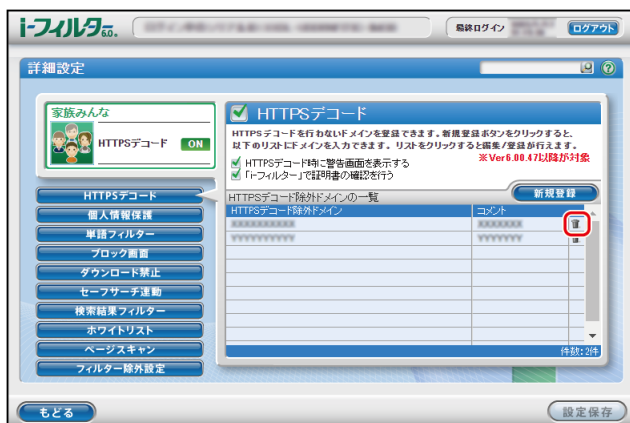 i-フィルター6.0.
最終ログイン
ログアウト
詳細設定
家族みんな
HTTPSデコード ON
HTTPSデコード
個人情報保護
単語フィルター
ブロック画面
ダウンロード禁止
セーフサーチ連動
検索結果フィルター
ホワイトリスト
ページスキャン
フィルター除外設定
HTTPSデコード
HTTPSデコードを行わないドメインを登録できます。新規登録ボタンをクリックすると、
以下のリストにドメインを入力できます。リストをクリックすると編集/登録が行えます。
※Ver6.00.47以降が対象
HTTPSデコード時に警告画面を表示する
「i-フィルター」で証明書の確認を行う
HTTPSデコード除外ドメインの一覧
新規登録
HTTPSデコード除外ドメイン コメント
XXXXXXXXXX XXXXXXX
YYYYYYYYYY YYYYYYY
件数:2件
もどる
設定保存